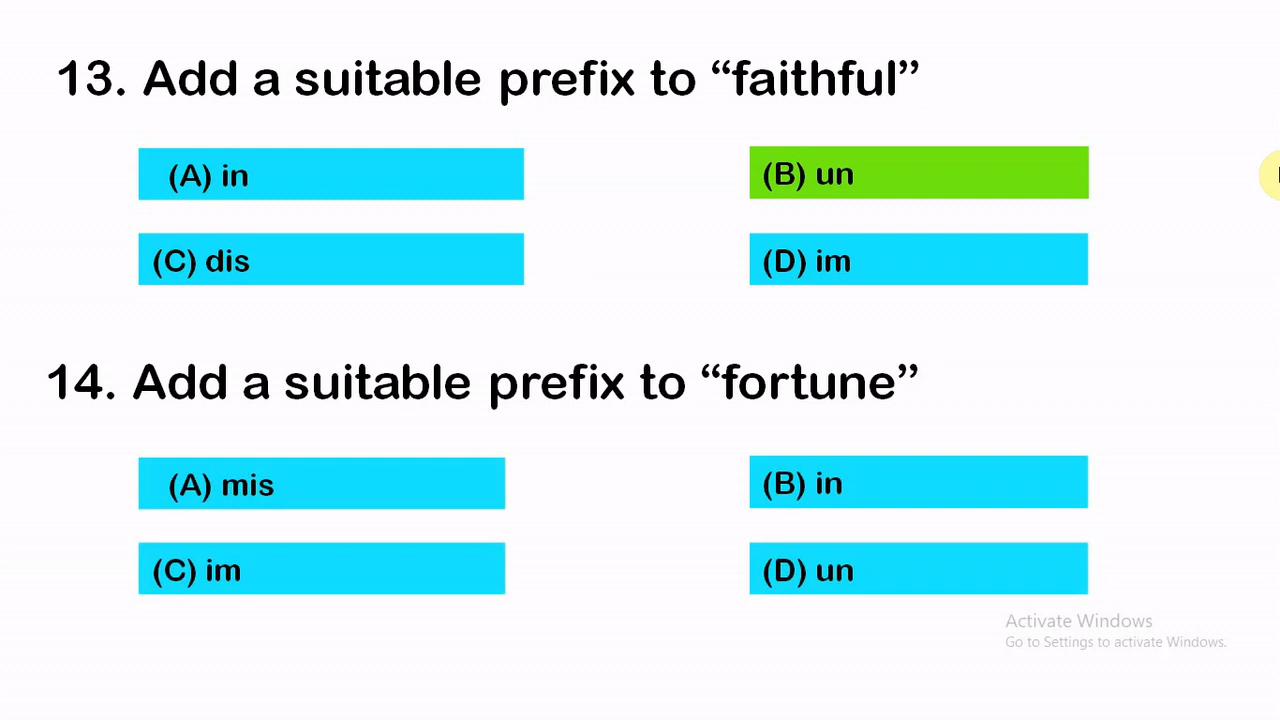 13. Add a suitable prefix to “faithful”
(A) in
(B) un
(C) dis
(D) im
14. Add a suitable prefix to “fortune”
(A) mis
(B) in
(C) im
(D) un
Activate Windows
Go to Settings to activate Windows.